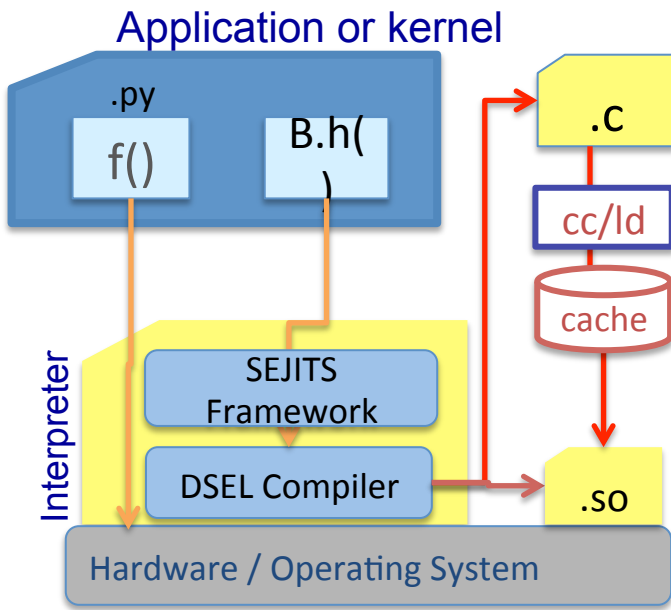 Application or kernel
.py
f()
B.h(
)
.c
cc/ld
cache
SEJITS
Framework
DSEL Compiler
Interpreter
.so
Hardware / Operating System